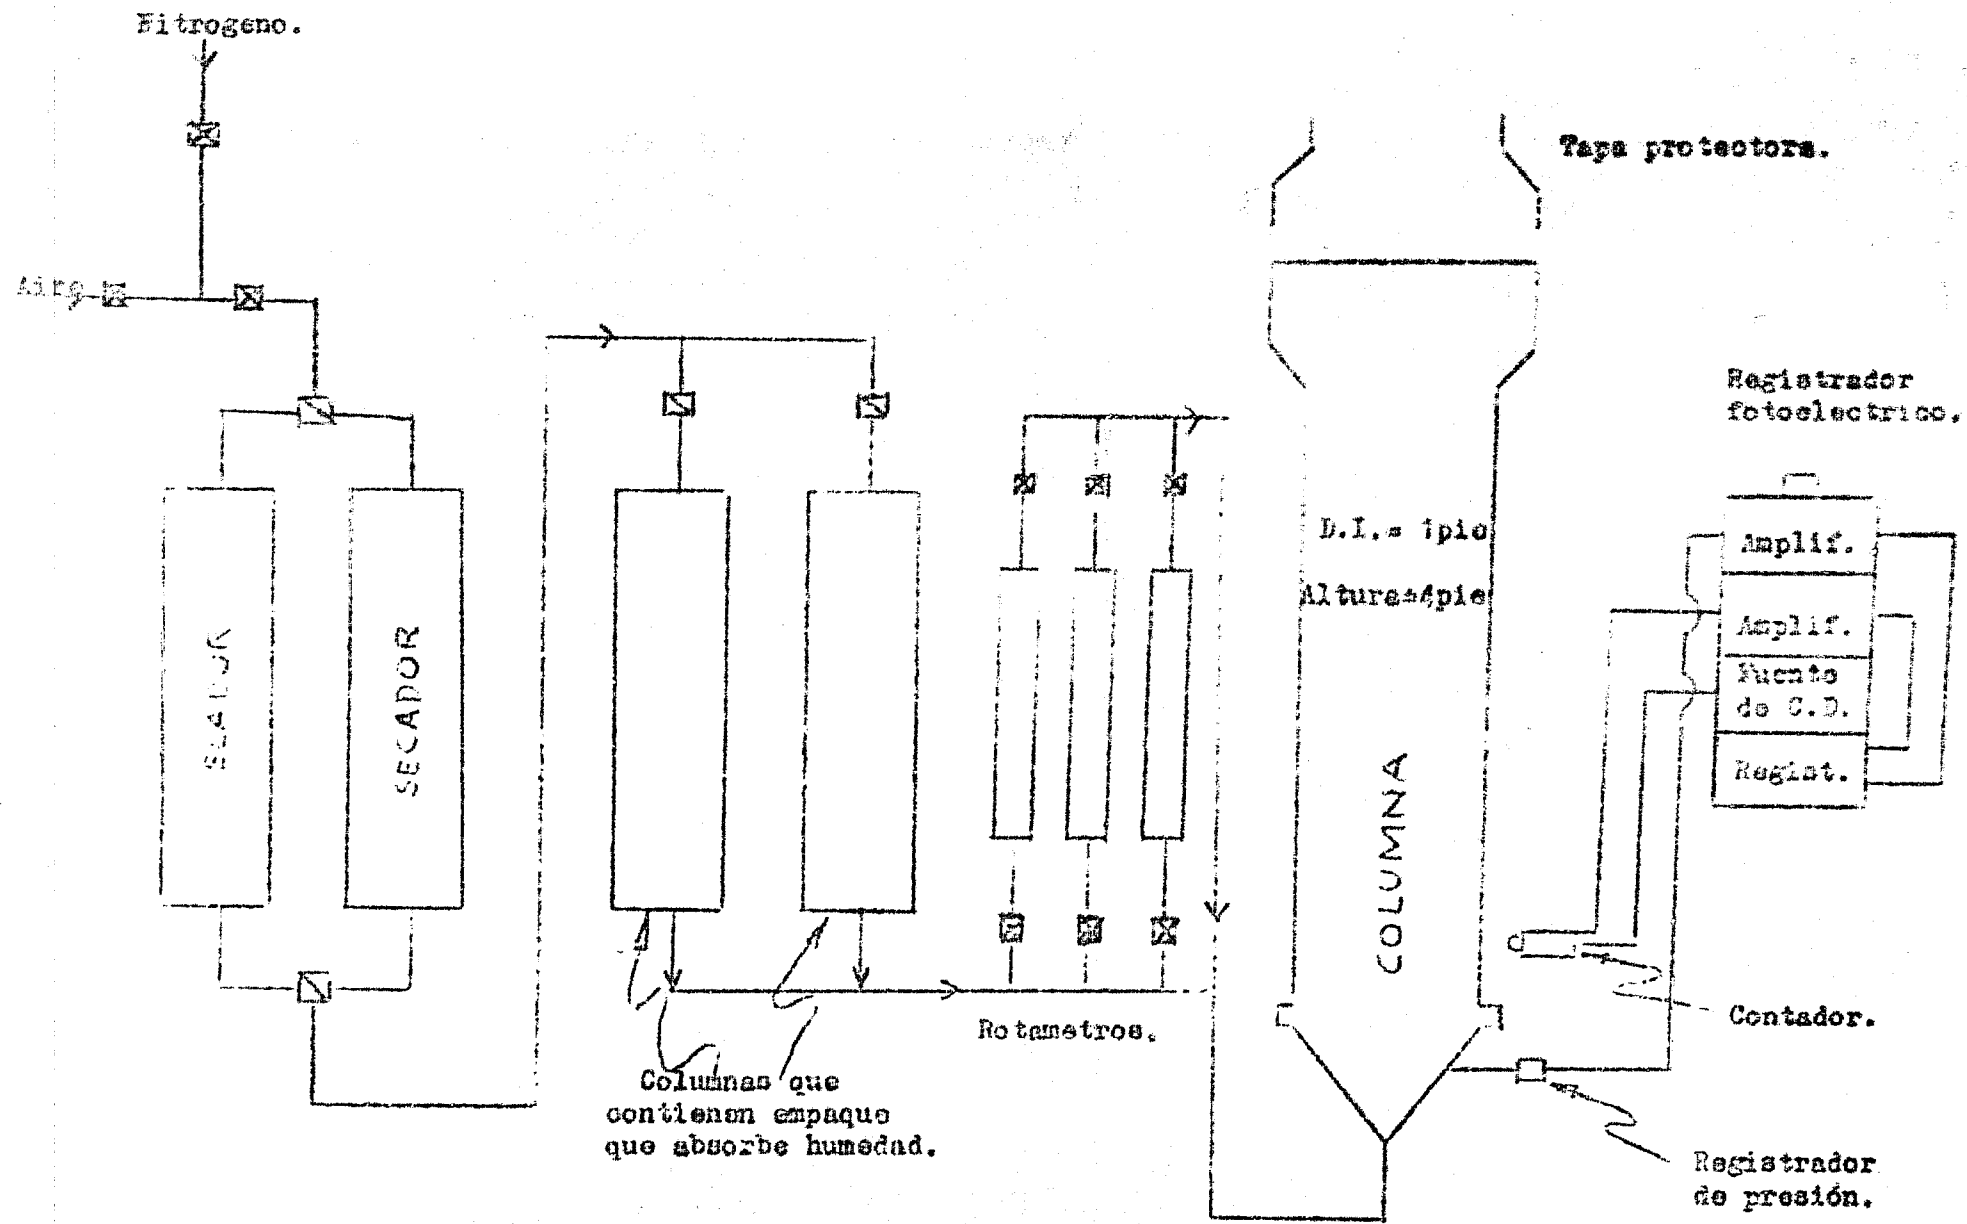 Nitrogeno.
Tapa protectora.
Aire
Registrador
fotoelectrico.
D.I.= 1pie
Altura=4pie
Amplif.
Amplif.
Fuente
de C.D.
Regist.
SECADOR
SECADOR
COLUMNA
Contador.
Rotametros.
Columnas que
contienen empaque
que absorbe humedad.
Registrador
de presión.